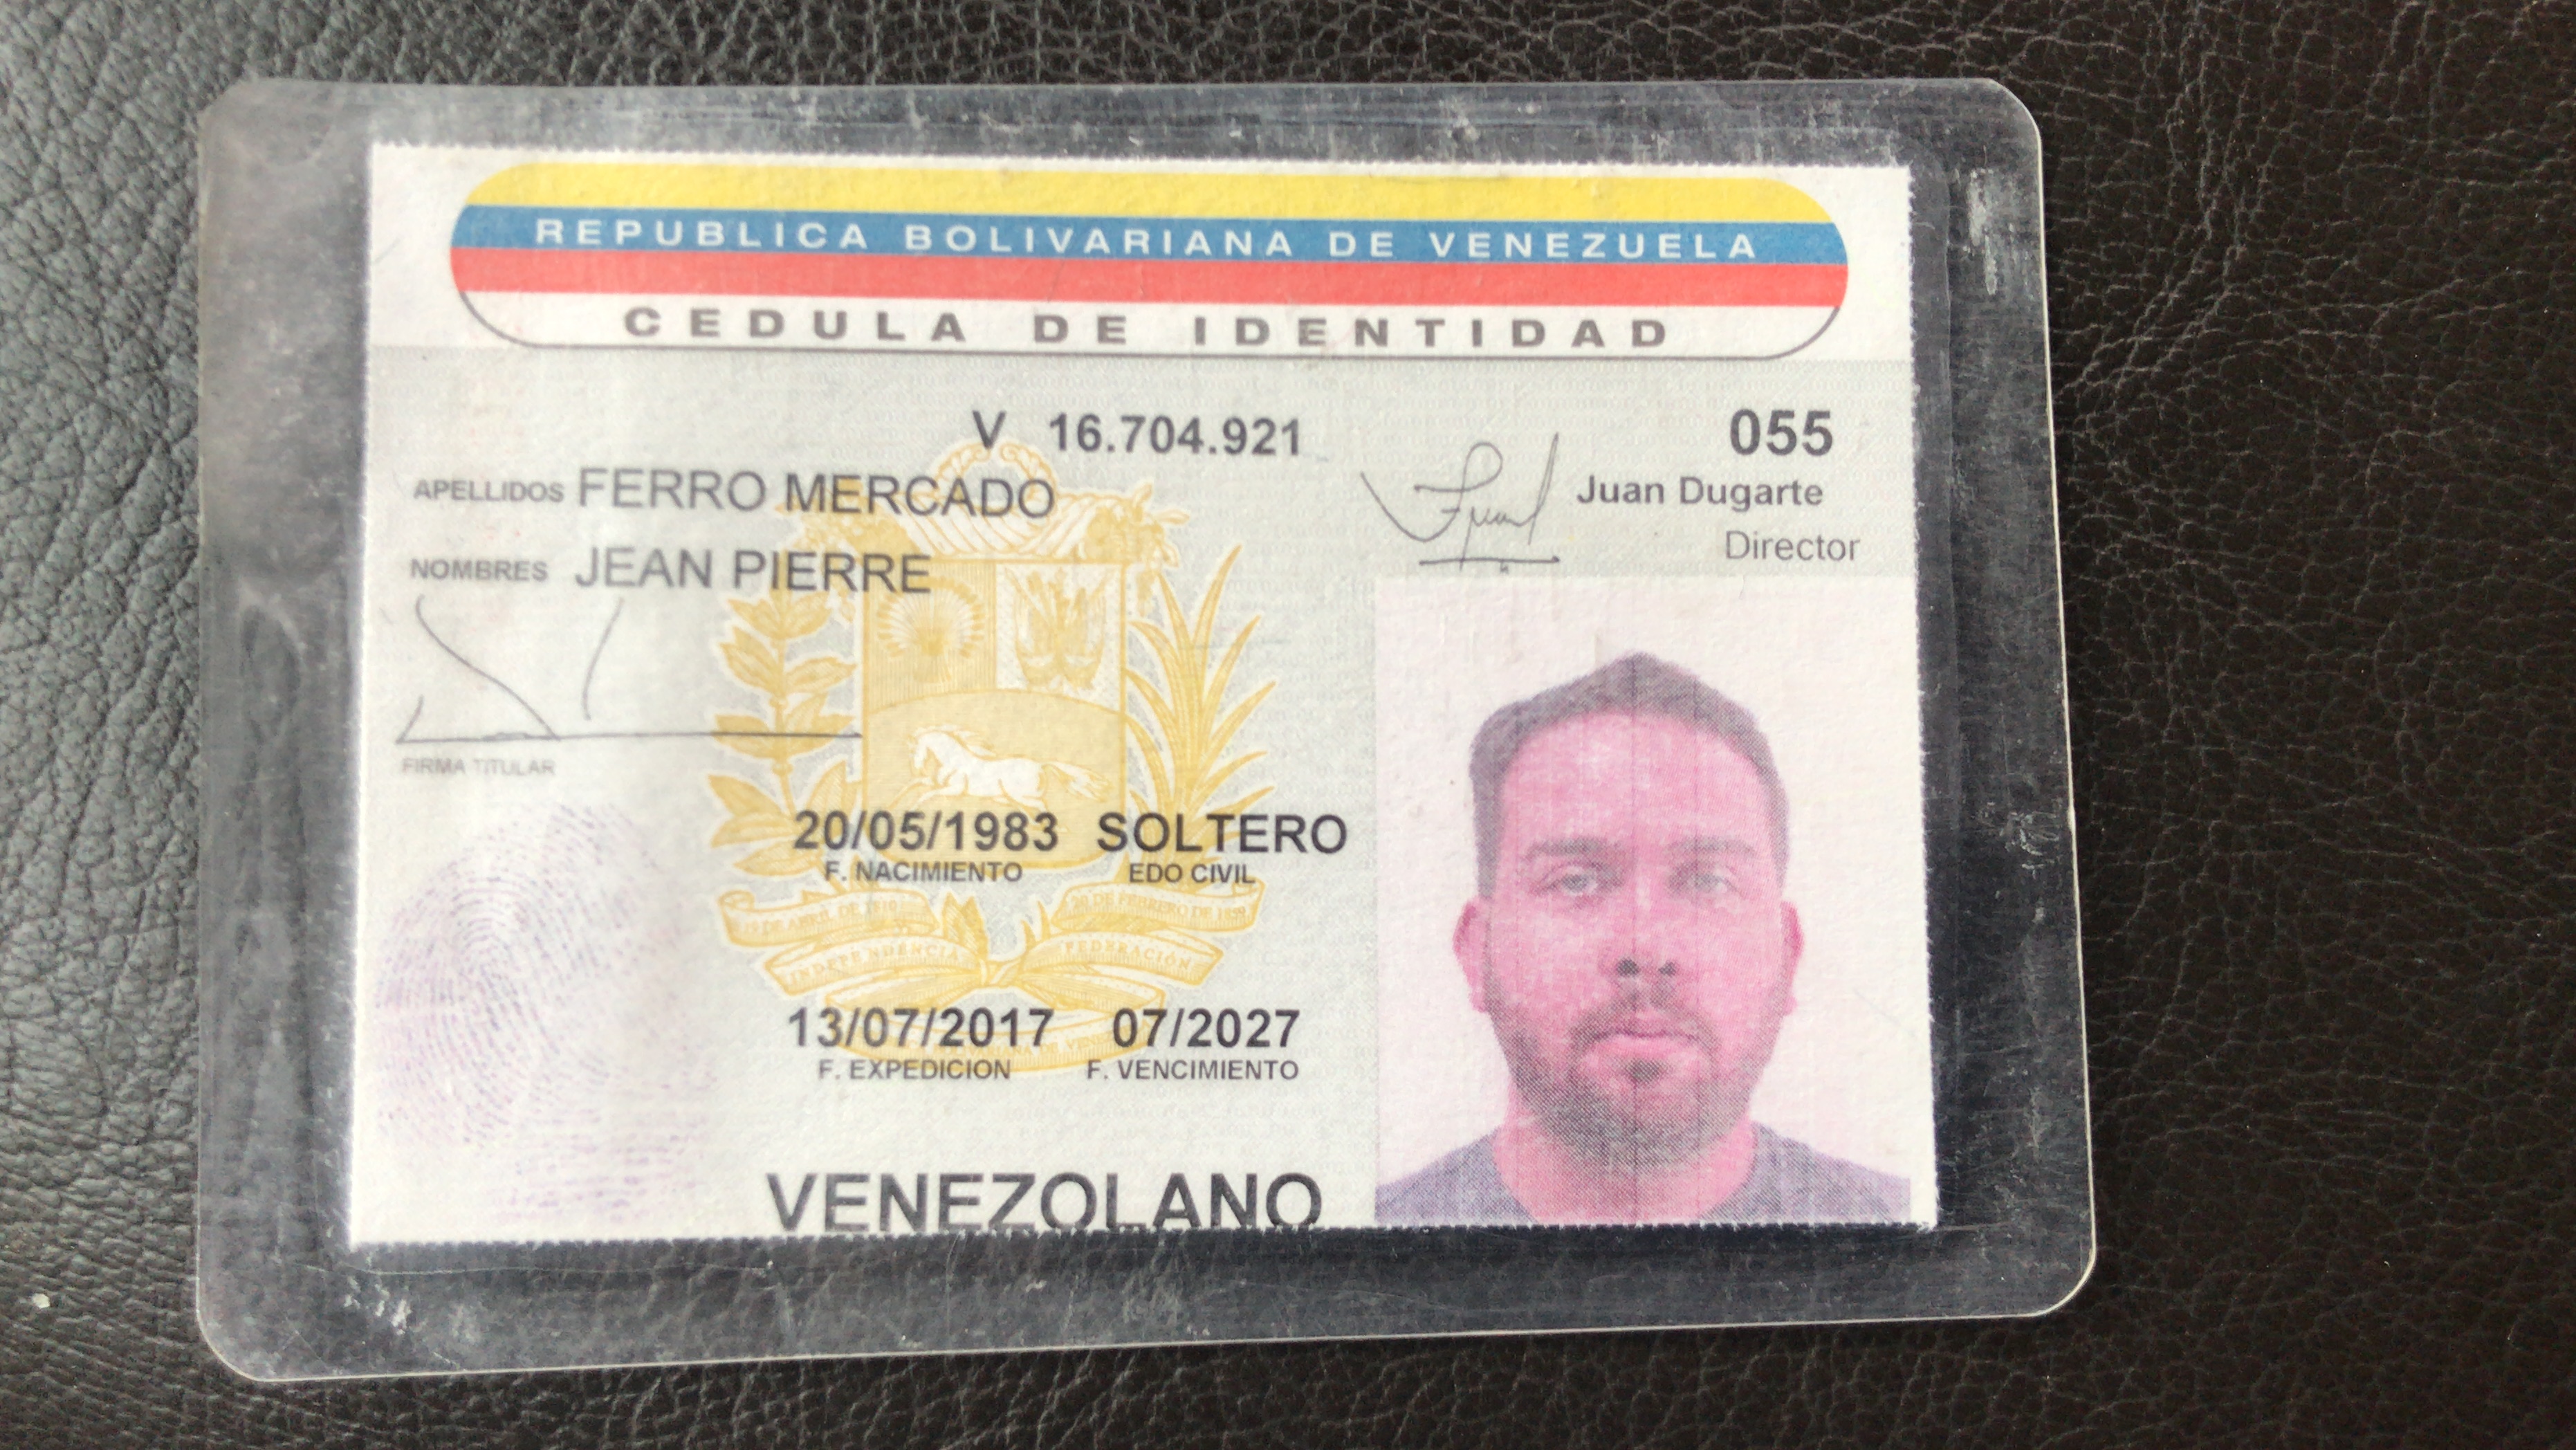 REPUBLICA BOLIVARIANA DE VENEZUELA
CEDULA DE IDENTIDAD
V 16.704.921
055
APELLIDOS FERRO MERCADO
Juan Dugarte
Director
NOMBRES JEAN PIERRE
FIRMA TITULAR
20/05/1983 SOLTERO
F. NACIMIENTO EDO CIVIL
19 DE ABRIL DE 1810 20 DE FEBRERO DE 1859
INDEPENDENCIA FEDERACIÓN
13/07/2017 07/2027
F. EXPEDICION F. VENCIMIENTO
VENEZOLANO